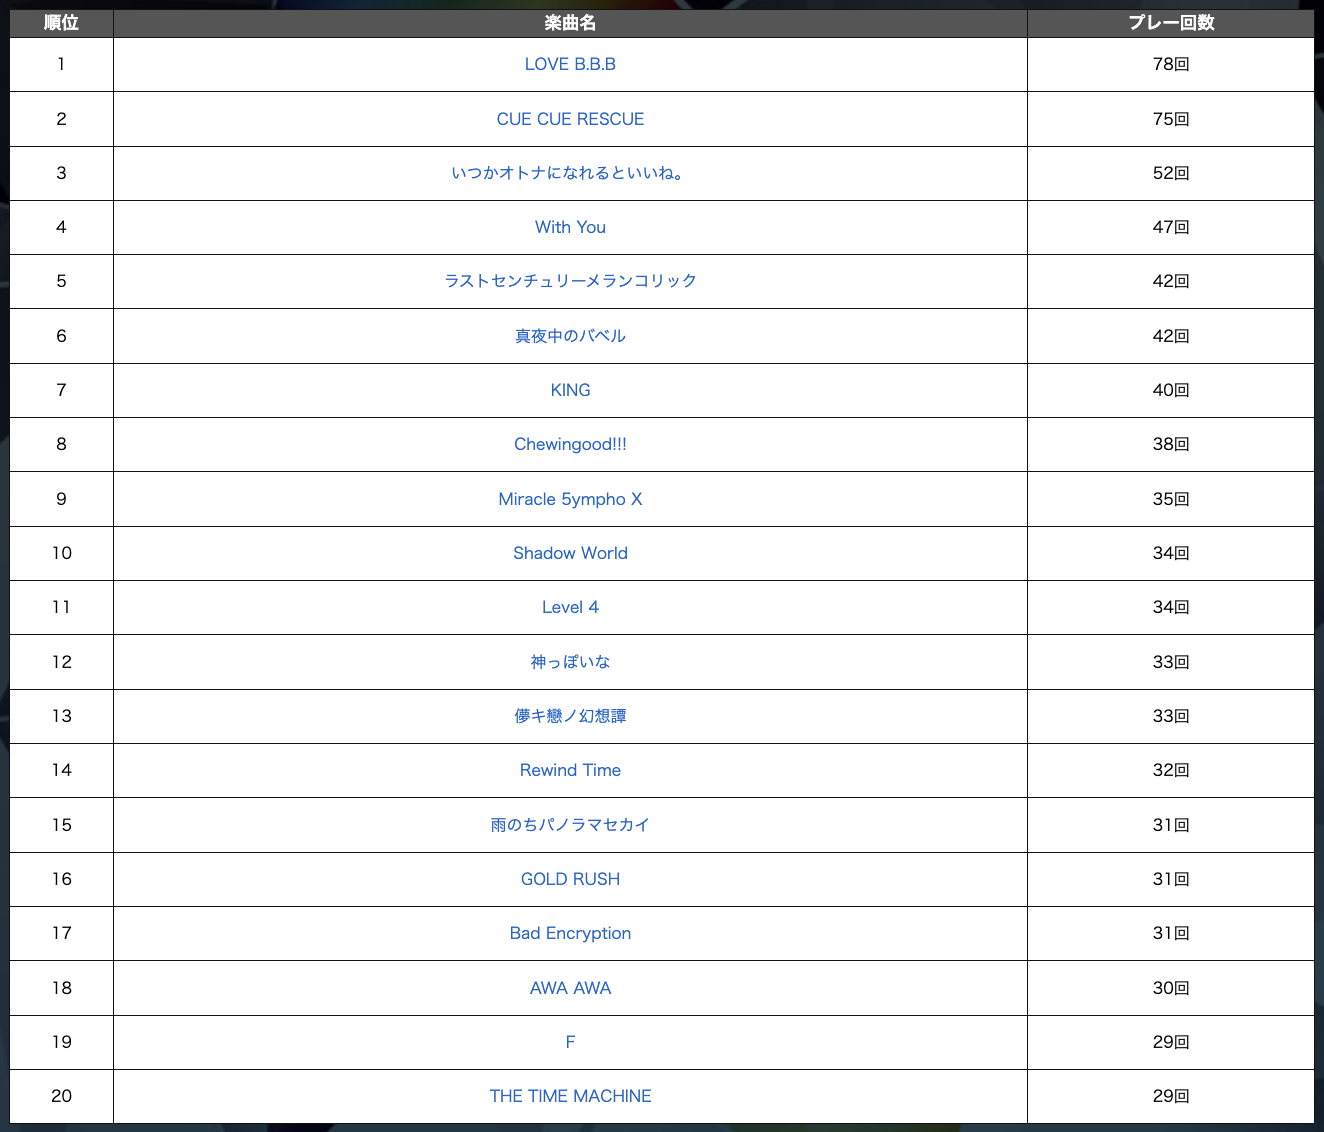 順位 楽曲名 プレー回数
1 LOVE B.B.B 78回
2 CUE CUE RESCUE 75回
3 いつかオトナになれるといいね。 52回
4 With You 47回
5 ラストセンチュリーメランコリック 42回
6 真夜中のバベル 42回
7 KING 40回
8 Chewingood!!! 38回
9 Miracle 5ympho X 35回
10 Shadow World 34回
11 Level 4 34回
12 神っぽいな 33回
13 儚キ戀ノ幻想譚 33回
14 Rewind Time 32回
15 雨のちパノラマセカイ 31回
16 GOLD RUSH 31回
17 Bad Encryption 31回
18 AWA AWA 30回
19 F 29回
20 THE TIME MACHINE 29回